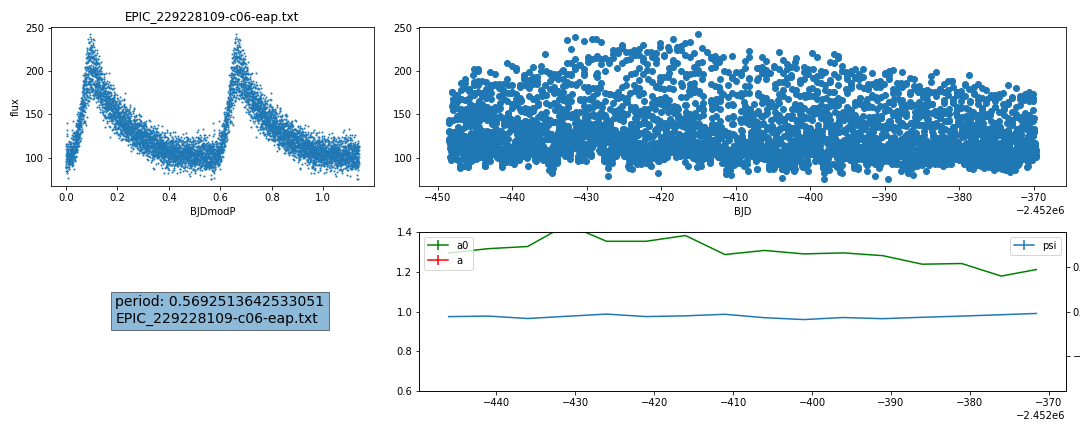 EPIC_229228109-c06-eap.txt
flux
250
200
150
100
0.0 0.2 0.4 0.6 0.8 1.0
BJDmodP
250
200
150
100
−450 −440 −430 −420 −410 −400 −390 −380 −370
BJD
−2.452e6
period: 0.5692513642533051
EPIC_229228109-c06-eap.txt
a0
a
psi
1.4
1.2
1.0
0.8
0.6
−440 −430 −420 −410 −400 −390 −380 −370
−2.452e6